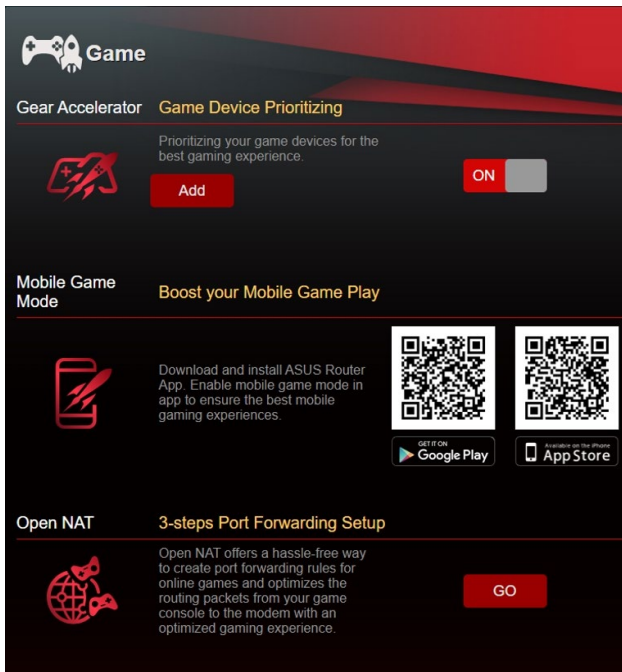 Game
Gear Accelerator
Game Device Prioritizing
Prioritizing your game devices for the
best gaming experience.
Add
ON
Mobile Game
Mode
Boost your Mobile Game Play
Download and install ASUS Router
App. Enable mobile game mode in
app to ensure the best mobile
gaming experiences.
GET IT ON
Google Play
Available on the iPhone
App Store
Open NAT
3-steps Port Forwarding Setup
Open NAT offers a hassle-free way
to create port forwarding rules for
online games and optimizes the
routing packets from your game
console to the modem with an
optimized gaming experience.
GO